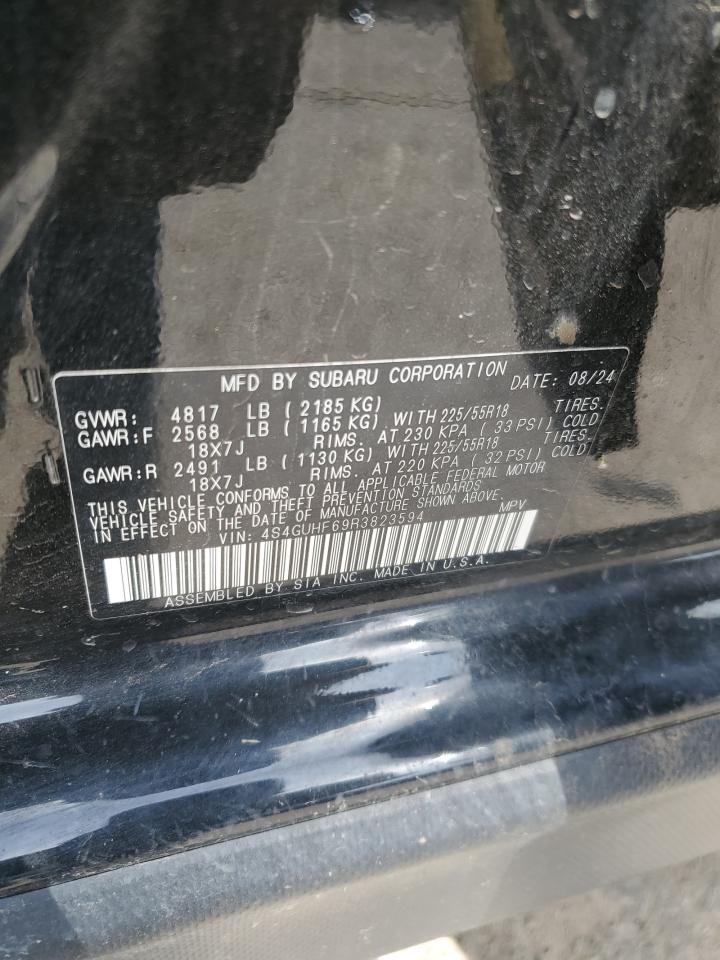 MFD BY SUBARU CORPORATION DATE: 08/24
GVWR: 4817 LB ( 2185 KG)
GAWR:F 2568 LB ( 1165 KG) WITH 225/55R18 TIRES.
18X7J RIMS. AT 230 KPA ( 33 PSI) COLD
GAWR:R 2491 LB ( 1130 KG) WITH 225/55R18 TIRES.
18X7J RIMS. AT 220 KPA ( 32 PSI) COLD
THIS VEHICLE CONFORMS TO ALL APPLICABLE FEDERAL MOTOR
VEHICLE SAFETY AND THEFT PREVENTION STANDARDS
IN EFFECT ON THE DATE OF MANUFACTURE SHOWN ABOVE.
VIN: 4S4GUHF69R3823594 MPV
ASSEMBLED BY SIA INC. MADE IN U.S.A.